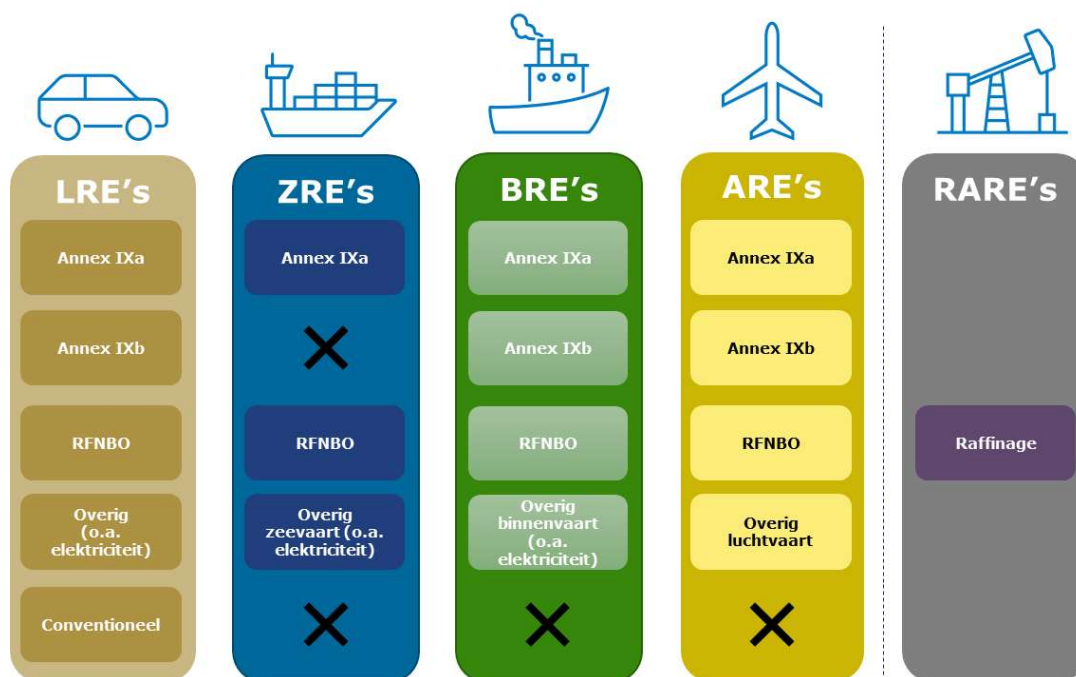 LRE's
ZRE's
BRE's
ARE's
RARE's
Annex IXa
Annex IXa
Annex IXa
Annex IXa
Annex IXb
Annex IXb
Annex IXb
RFNBO
RFNBO
RFNBO
RFNBO
Raffinage
Overig
(o.a.
elektriciteit)
Overig
zeevaart (o.a.
elektriciteit)
Overig
binnenvaart
(o.a.
elektriciteit)
Overig
luchtvaart
Conventioneel